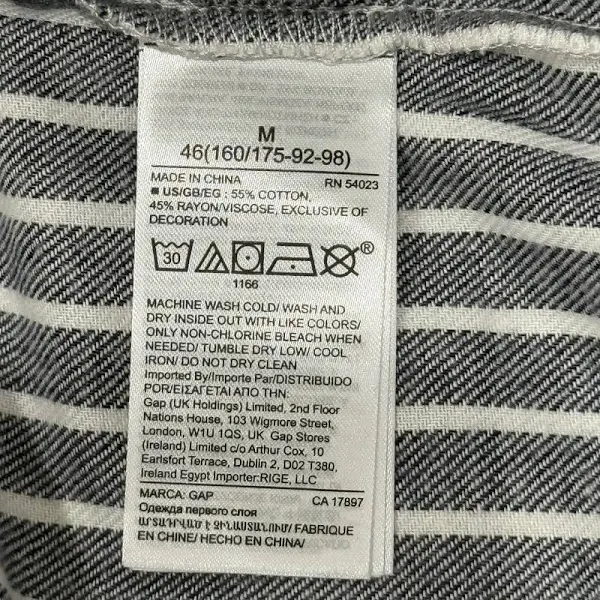 M
46(160/175-92-98)
MADE IN CHINA RN 54023
■ US/GB/EG : 55% COTTON,
45% RAYON/VISCOSE, EXCLUSIVE OF
DECORATION
30 ®
1166
MACHINE WASH COLD/ WASH AND
DRY INSIDE OUT WITH LIKE COLORS/
ONLY NON-CHLORINE BLEACH WHEN
NEEDED/ TUMBLE DRY LOW/ COOL
IRON/ DO NOT DRY CLEAN
Imported By/Importe Par/DISTRIBUIDO
POR/ΕΙΣΑΓΕΤΑΙ ΑΠΟ ΤΗΝ:
Gap (UK Holdings) Limited, 2nd Floor
Nations House, 103 Wigmore Street,
London, W1U 1QS, UK Gap Stores
(Ireland) Limited c/o Arthur Cox, 10
Earlsfort Terrace, Dublin 2, D02 T380,
Ireland Egypt Importer:RIGE, LLC
MARCA: GAP CA 17897
Одежда первого слоя
ԱՐՏԱԴՐՎԱԾ Է ՉԻՆԱՍՏԱՆՈՒՄ/ FABRIQUE
EN CHINE/ HECHO EN CHINA/